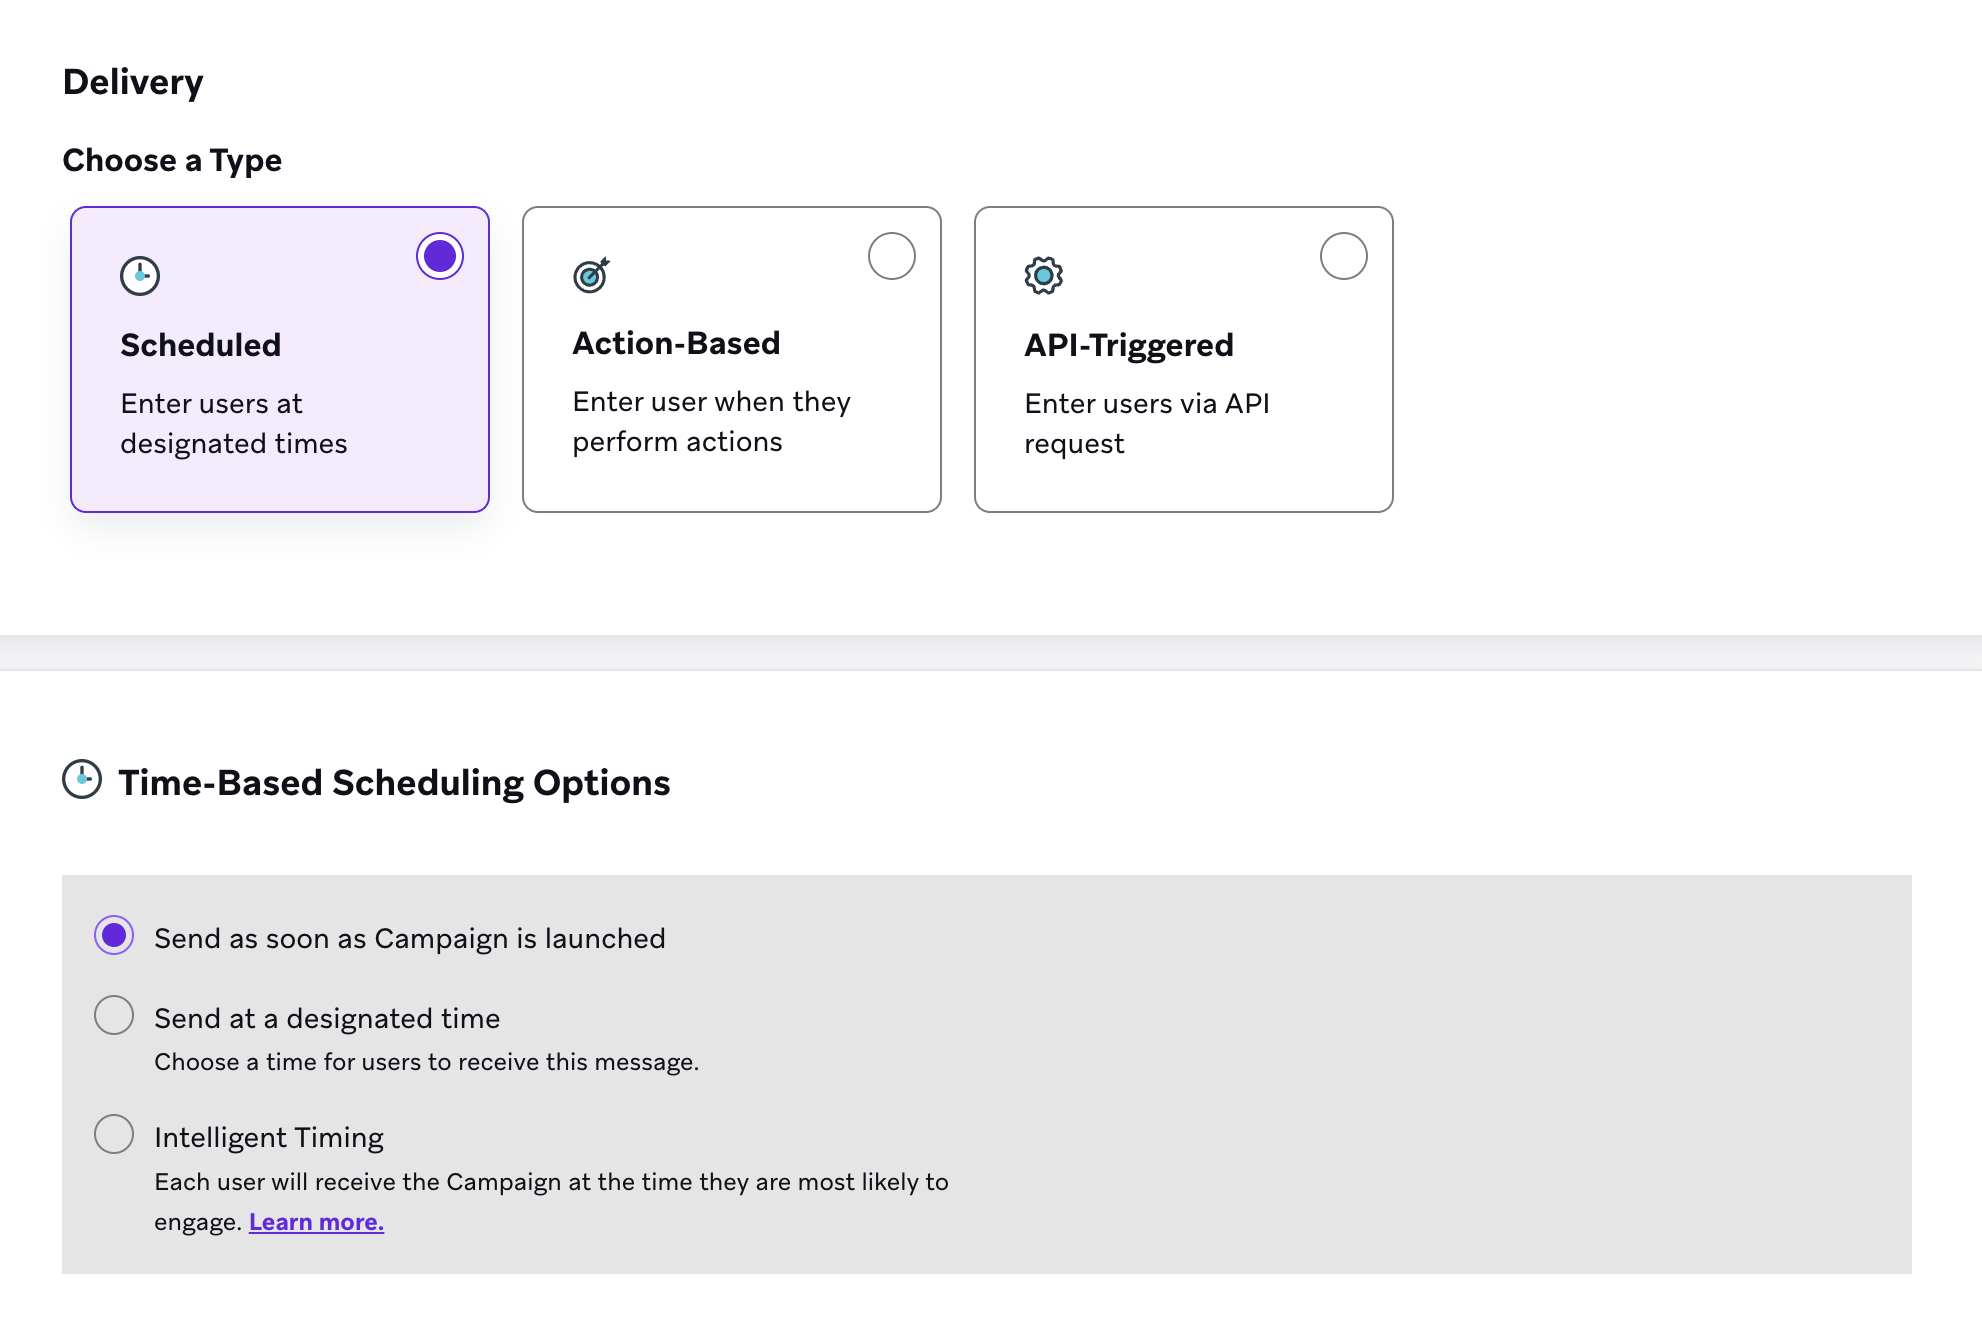 Delivery
Choose a Type
Scheduled
Enter users at
designated times
Action-Based
Enter user when they
perform actions
API-Triggered
Enter users via API
request
Time-Based Scheduling Options
Send as soon as Campaign is launched
Send at a designated time
Choose a time for users to receive this message.
Intelligent Timing
Each user will receive the Campaign at the time they are most likely to
engage. Learn more.